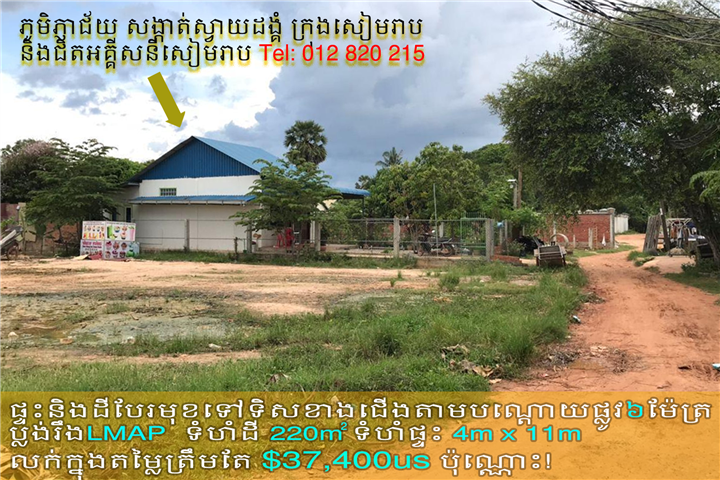 ភូមិភ្ជាជ័យ សង្កាត់ស្វាយដង្គំ ក្រុងសៀមរាប
និងជិតអគ្គិសនីសៀមរាប Tel: 012 820 215
ផ្ទះនិងដីបែរមុខទៅទិសខាងជើងតាមបណ្តោយផ្លូវ៦ម៉ែត្រ
ប្លង់រឹងLMAP ទំហំដី 220m² ទំហំផ្ទះ 4m x 11m
លក់ក្នុងតម្លៃត្រឹមតែ $37,400us ប៉ុណ្ណោះ!